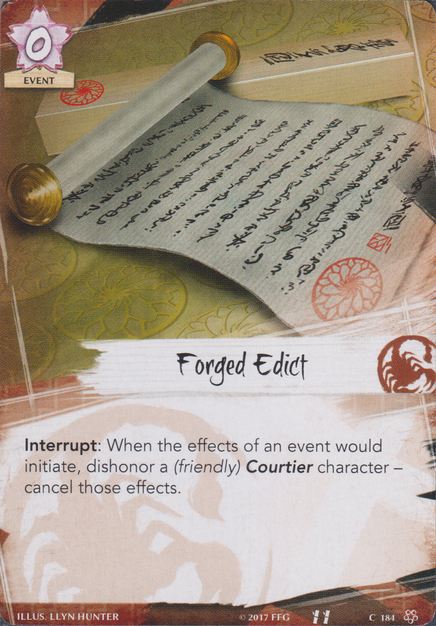 0
EVENT
Forged Edict
Interrupt: When the effects of an event would
initiate, dishonor a (friendly) Courtier character –
cancel those effects.
ILLUS. LLYN HUNTER
© 2017 FFG
C 184